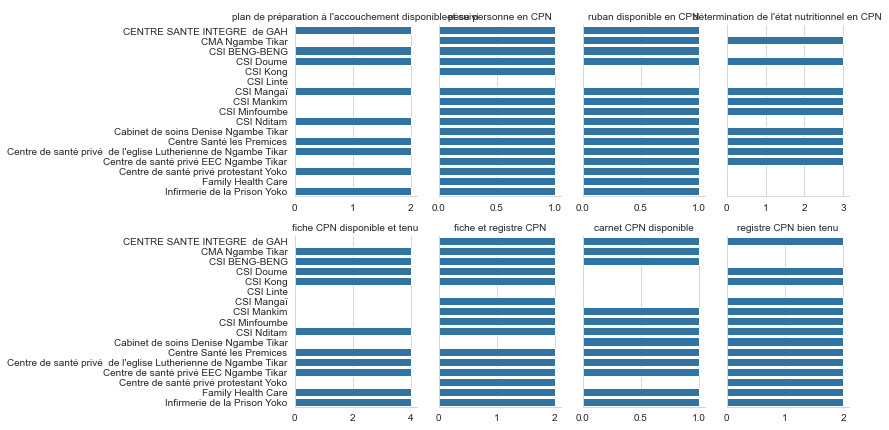 plan de préparation à l'accouchement disponible et suivi
pèse personne en CPN
ruban disponible en CPN
détermination de l'état nutritionnel en CPN
CENTRE SANTE INTEGRE  de GAH
CMA Ngambe Tikar
CSI BENG-BENG
CSI Doume
CSI Kong
CSI Linte
CSI Mangaï
CSI Mankim
CSI Minfoumbe
CSI Nditam
Cabinet de soins Denise Ngambe Tikar
Centre Santé les Premices
Centre de santé privé  de l'eglise Lutherienne de Ngambe Tikar
Centre de santé privé EEC Ngambe Tikar
Centre de santé privé protestant Yoko
Family Health Care
Infirmerie de la Prison Yoko
0 1 2 0.0 0.5 1.0 0.0 0.5 1.0 0 1 2 3
fiche CPN disponible et tenu
fiche et registre CPN
carnet CPN disponible
registre CPN bien tenu
CENTRE SANTE INTEGRE  de GAH
CMA Ngambe Tikar
CSI BENG-BENG
CSI Doume
CSI Kong
CSI Linte
CSI Mangaï
CSI Mankim
CSI Minfoumbe
CSI Nditam
Cabinet de soins Denise Ngambe Tikar
Centre Santé les Premices
Centre de santé privé  de l'eglise Lutherienne de Ngambe Tikar
Centre de santé privé EEC Ngambe Tikar
Centre de santé privé protestant Yoko
Family Health Care
Infirmerie de la Prison Yoko
0 2 4 0 1 2 0.0 0.5 1.0 0 1 2